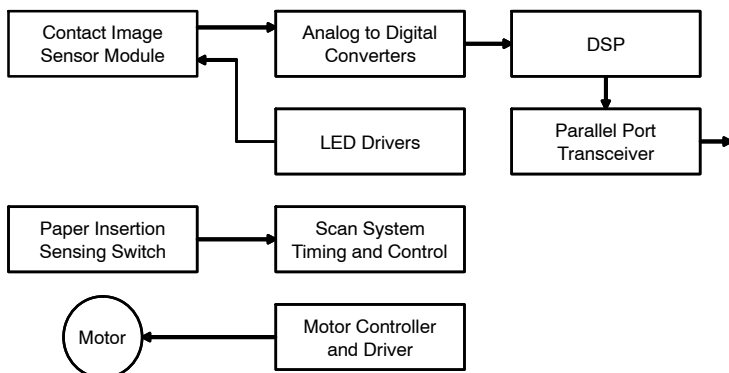 Contact Image
Sensor Module
Analog to Digital
Converters
DSP
LED Drivers
Parallel Port
Transceiver
Paper Insertion
Sensing Switch
Scan System
Timing and Control
Motor
Motor Controller
and Driver